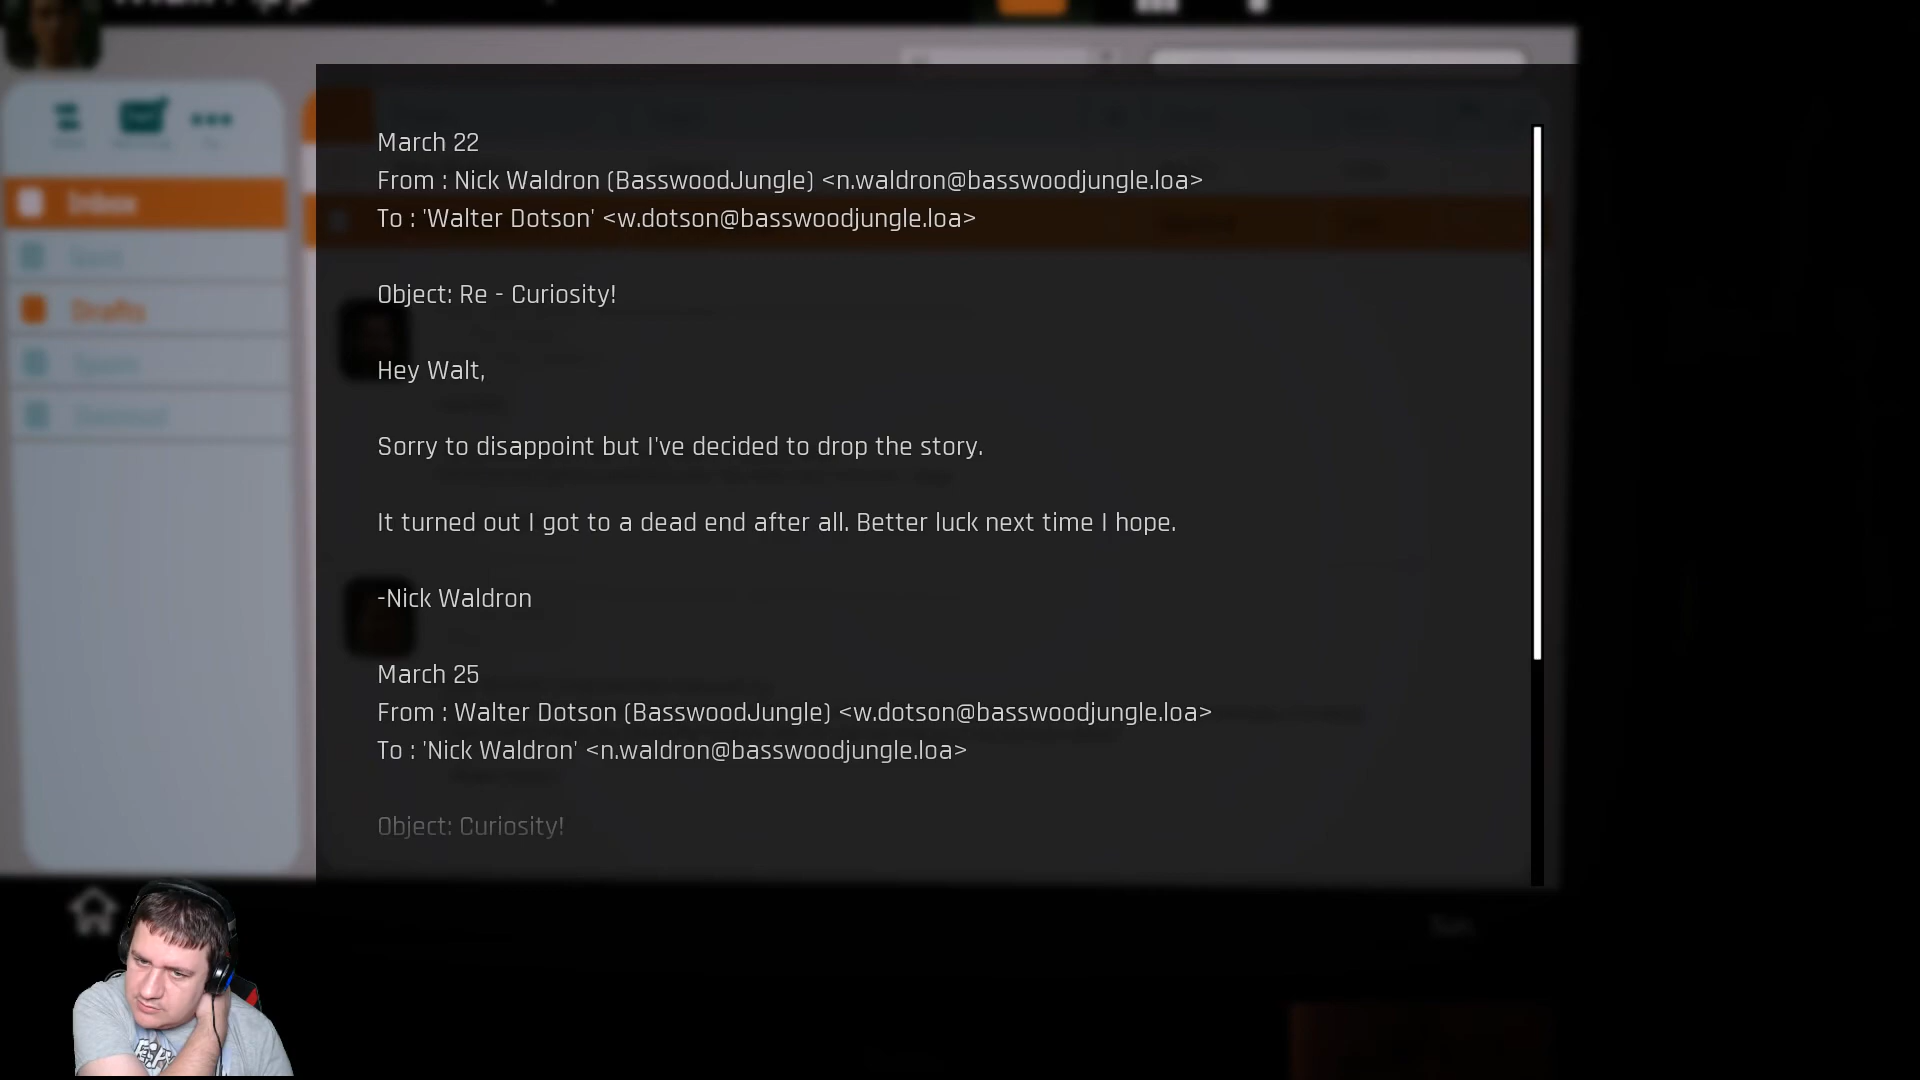 Inbox
Drafts
March 22
From : Nick Waldron (BasswoodJungle) <n.waldron@basswoodjungle.loa>
To : 'Walter Dotson' <w.dotson@basswoodjungle.loa>
Object: Re - Curiosity!
Hey Walt,
Sorry to disappoint but I've decided to drop the story.
It turned out I got to a dead end after all. Better luck next time I hope.
-Nick Waldron
March 25
From : Walter Dotson (BasswoodJungle) <w.dotson@basswoodjungle.loa>
To : 'Nick Waldron' <n.waldron@basswoodjungle.loa>
Object: Curiosity!